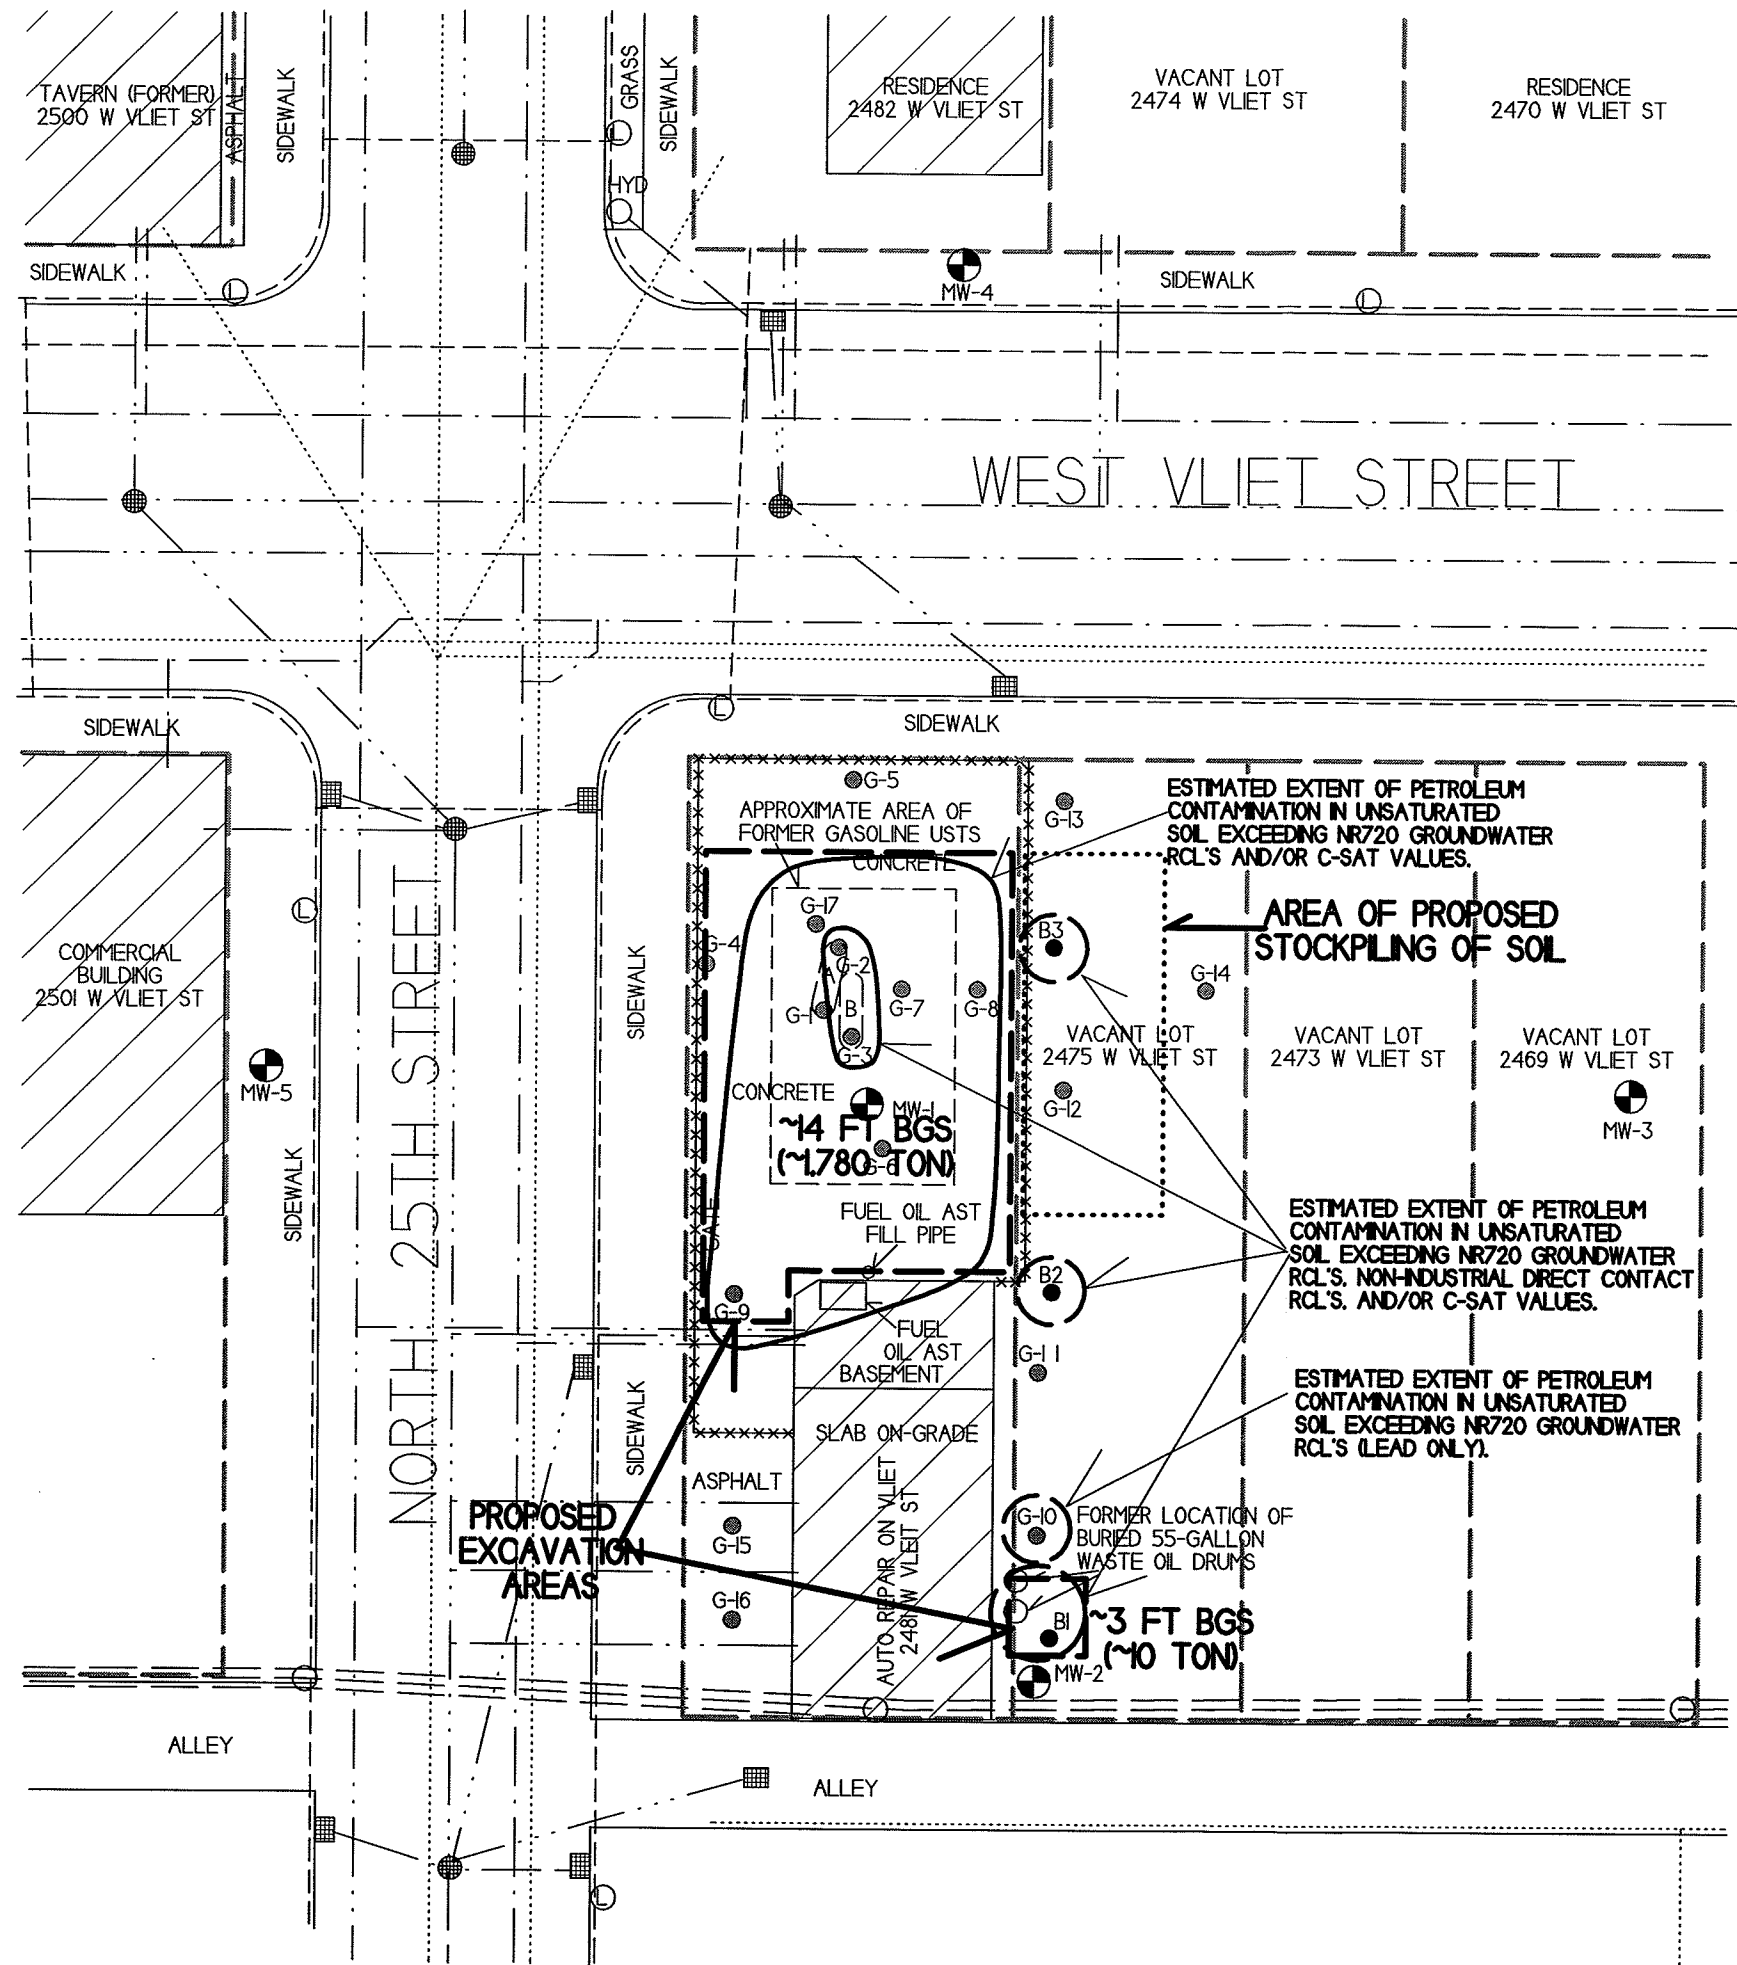 TAVERN (FORMER)
2500 W VLIET ST
ASPHALT
SIDEWALK
GRASS
SIDEWALK
L
HYD
RESIDENCE
2482 W VLIET ST
VACANT LOT
2474 W VLIET ST
RESIDENCE
2470 W VLIET ST
SIDEWALK
L
MW-4
SIDEWALK
L
WEST VLIET STREET
SIDEWALK
L
SIDEWALK
G-5
APPROXIMATE AREA OF
FORMER GASOLINE USTS
CONCRETE
G-13
ESTIMATED EXTENT OF PETROLEUM
CONTAMINATION IN UNSATURATED
SOIL EXCEEDING NR720 GROUNDWATER
RCL'S AND/OR C-SAT VALUES.
AREA OF PROPOSED
STOCKPILING OF SOIL
L
COMMERCIAL
BUILDING
2501 W VLIET ST
NORTH 25TH STREET
SIDEWALK
G-17
G-4
G-2
A
G-1
B
G-3
G-7
G-8
B3
G-14
VACANT LOT
2475 W VLIET ST
VACANT LOT
2473 W VLIET ST
VACANT LOT
2469 W VLIET ST
MW-5
CONCRETE
MW-1
G-12
MW-3
~14 FT BGS
(~1,780 TON)
G-6
SIDEWALK
FUEL OIL AST
FILL PIPE
ESTIMATED EXTENT OF PETROLEUM
CONTAMINATION IN UNSATURATED
SOIL EXCEEDING NR720 GROUNDWATER
RCL'S, NON-INDUSTRIAL DIRECT CONTACT
RCL'S, AND/OR C-SAT VALUES.
B2
G-9
FUEL
OIL AST
BASEMENT
G-11
SIDEWALK
SLAB ON-GRADE
ESTIMATED EXTENT OF PETROLEUM
CONTAMINATION IN UNSATURATED
SOIL EXCEEDING NR720 GROUNDWATER
RCL'S (LEAD ONLY).
ASPHALT
PROPOSED
EXCAVATION
AREAS
G-15
G-16
AUTO REPAIR ON VLIET
2481 W VLEIT ST
G-10
FORMER LOCATION OF
BURIED 55-GALLON
WASTE OIL DRUMS
B1
~3 FT BGS
(~10 TON)
MW-2
ALLEY
ALLEY
L